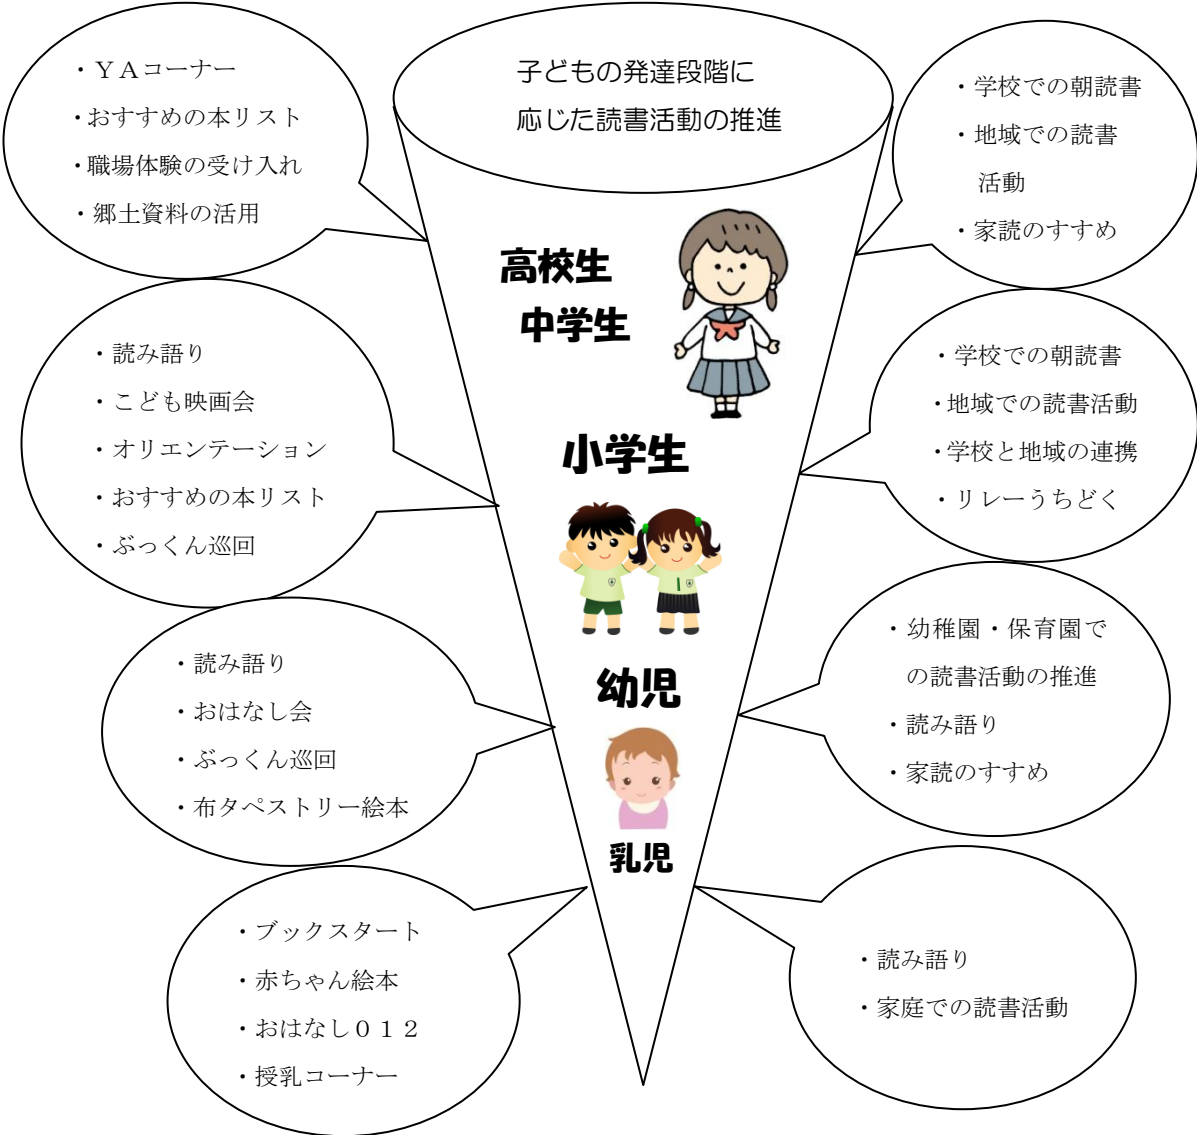 子どもの発達段階に
応じた読書活動の推進
・ＹＡコーナー
・おすすめの本リスト
・職場体験の受け入れ
・郷土資料の活用
高校生
中学生
・学校での朝読書
・地域での読書
活動
・家読のすすめ
・読み語り
・こども映画会
・オリエンテーション
・おすすめの本リスト
・ぶっくん巡回
小学生
・学校での朝読書
・地域での読書活動
・学校と地域の連携
・リレーうちどく
・読み語り
・おはなし会
・ぶっくん巡回
・布タペストリー絵本
幼児
・幼稚園・保育園で
の読書活動の推進
・読み語り
・家読のすすめ
乳児
・ブックスタート
・赤ちゃん絵本
・おはなし０１２
・授乳コーナー
・読み語り
・家庭での読書活動